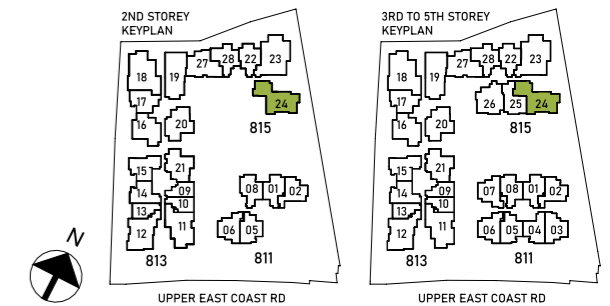 2ND STOREY
KEYPLAN
27 28 22 23
18 19
17
24
16 20
815
15 21
14 09
10
13
12 11
08 01 02
06 05
813 811
N
UPPER EAST COAST RD
3RD TO 5TH STOREY
KEYPLAN
27 28 22 23
18 19
17
26 25 24
16 20
815
15 21
14 09
10
13
12 11
07 08 01 02
06 05 04 03
813 811
UPPER EAST COAST RD